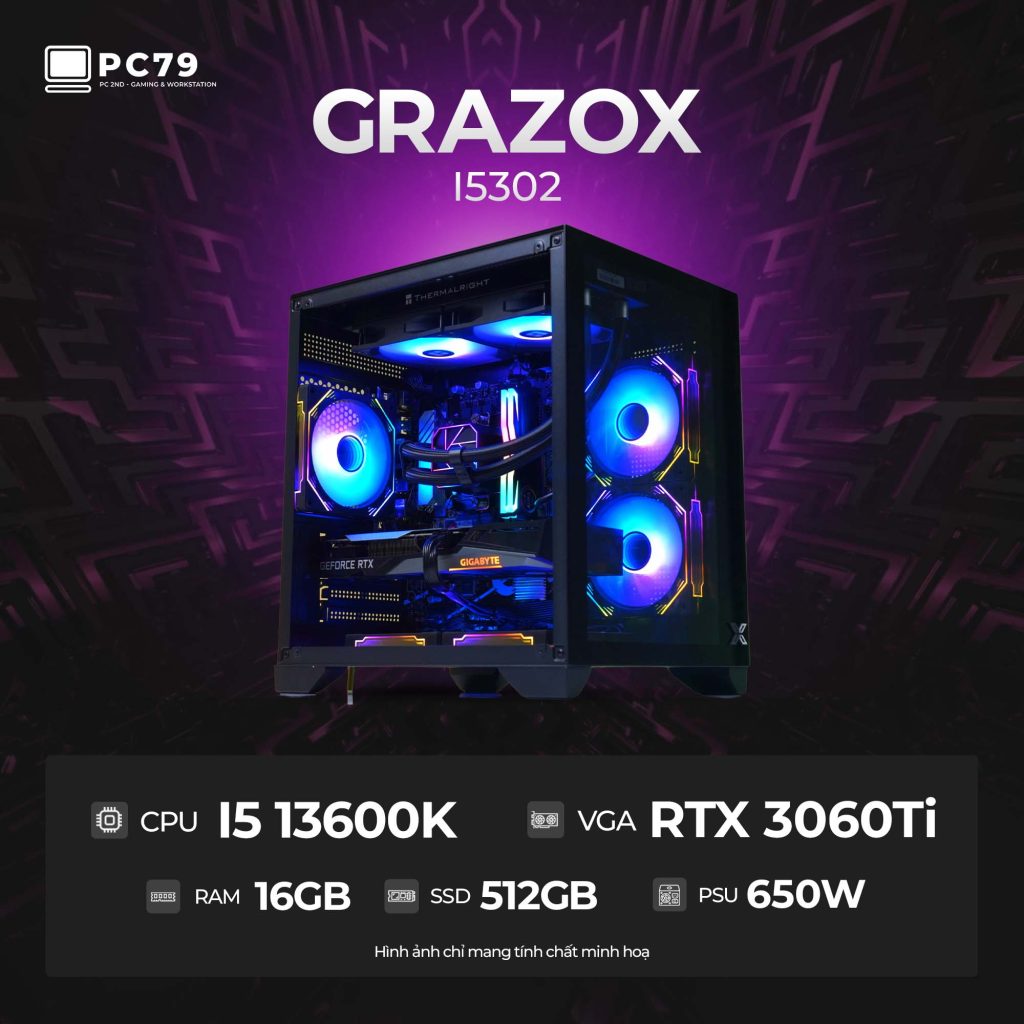 PC79
PC 2ND - GAMING & WORKSTATION
GRAZOX
I5302
THERMALRIGHT
GEFORCE RTX
GIGABYTE
CPU I5 13600K
VGA RTX 3060Ti
RAM 16GB
SSD 512GB
PSU 650W
Hình ảnh chỉ mang tính chất minh hoạ